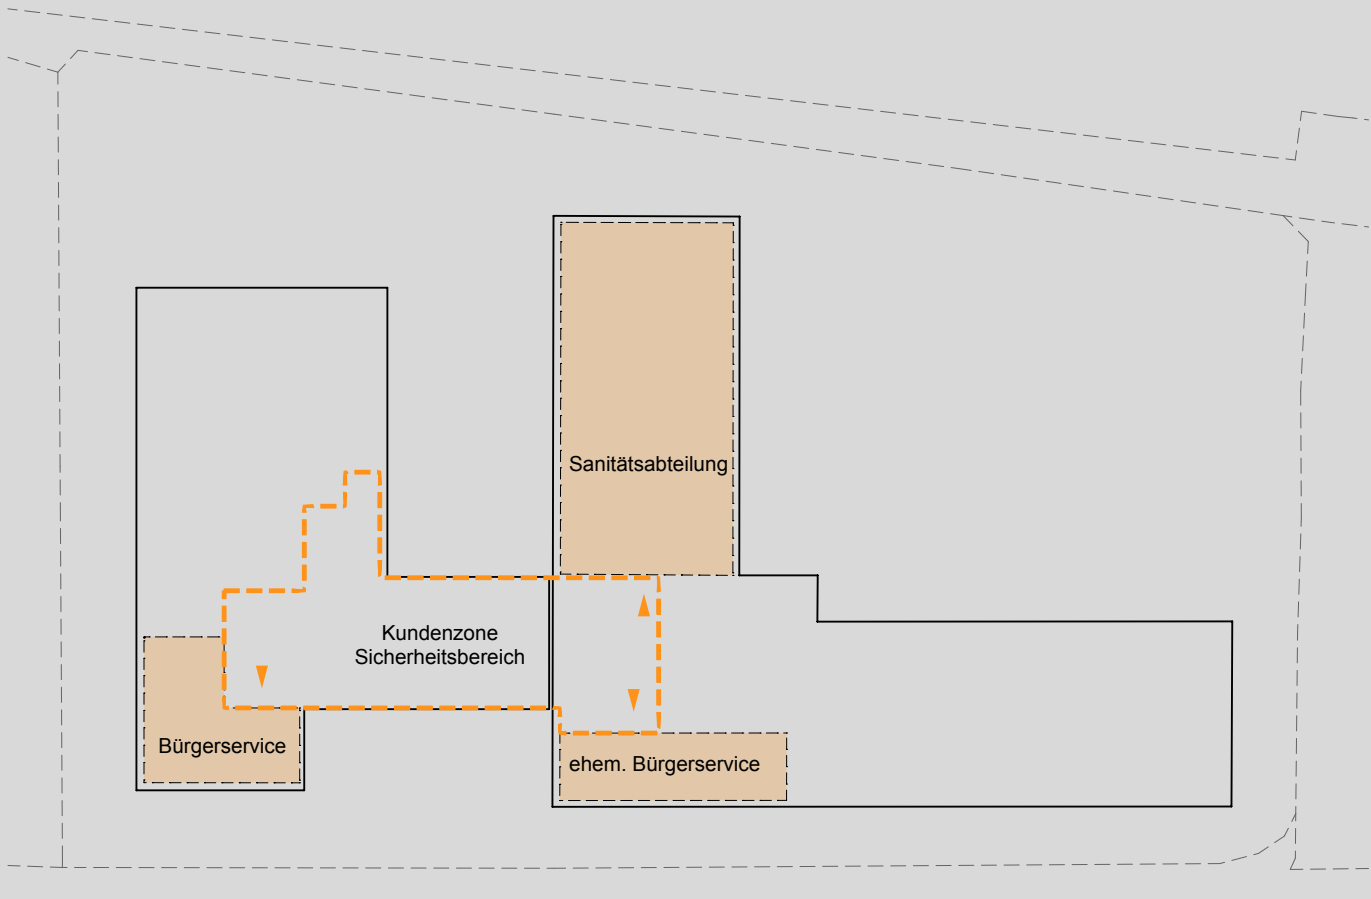 Sanitätsabteilung
Kundenzone
Sicherheitsbereich
Bürgerservice
ehem. Bürgerservice